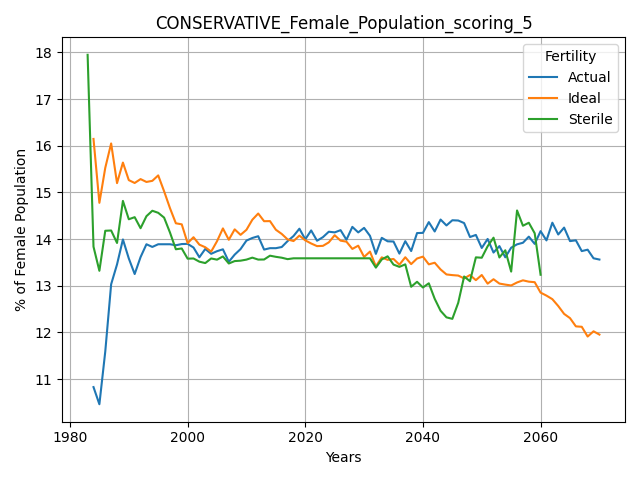 CONSERVATIVE_Female_Population_scoring_5
Fertility
Actual
Ideal
Sterile
% of Female Population
18
17
16
15
14
13
12
11
1980
2000
2020
2040
2060
Years